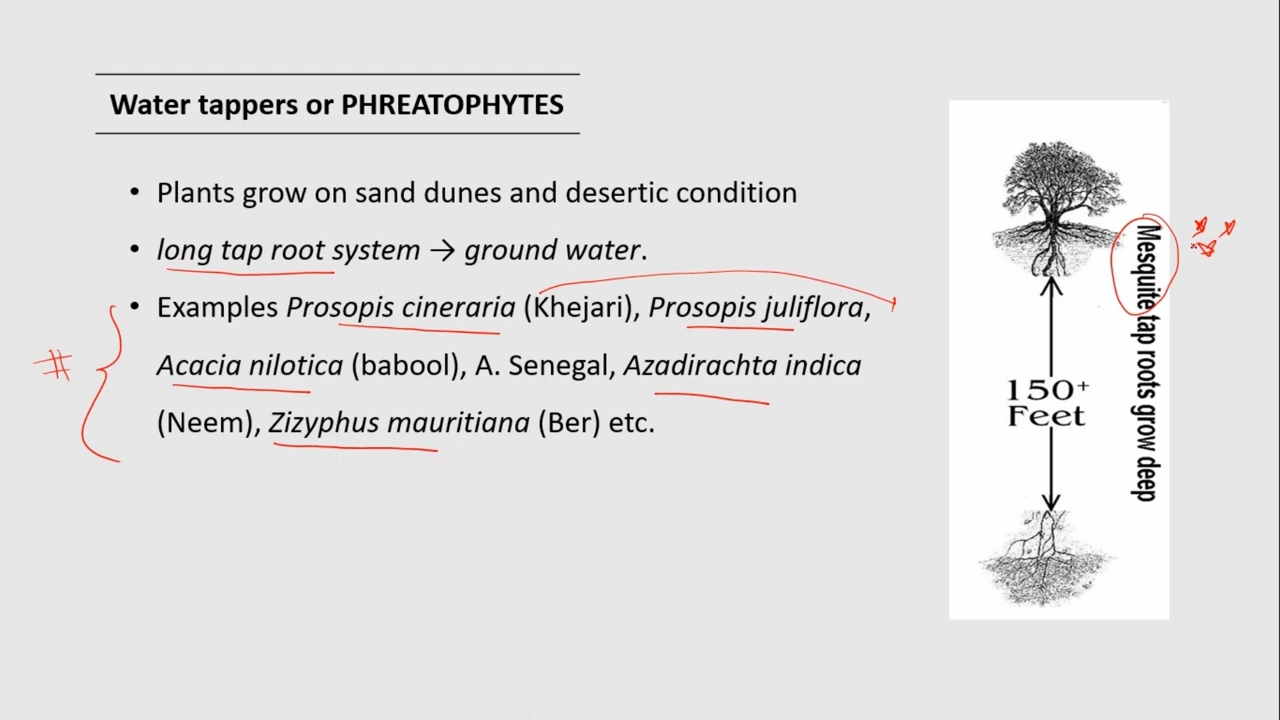 Water tappers or PHREATOPHYTES
• Plants grow on sand dunes and desertic condition
• long tap root system → ground water.
• Examples Prosopis cineraria (Khejari), Prosopis juliflora,
Acacia nilotica (babool), A. Senegal, Azadirachta indica
(Neem), Zizyphus mauritiana (Ber) etc.
#
150+
Feet
Mesquite tap roots grow deep